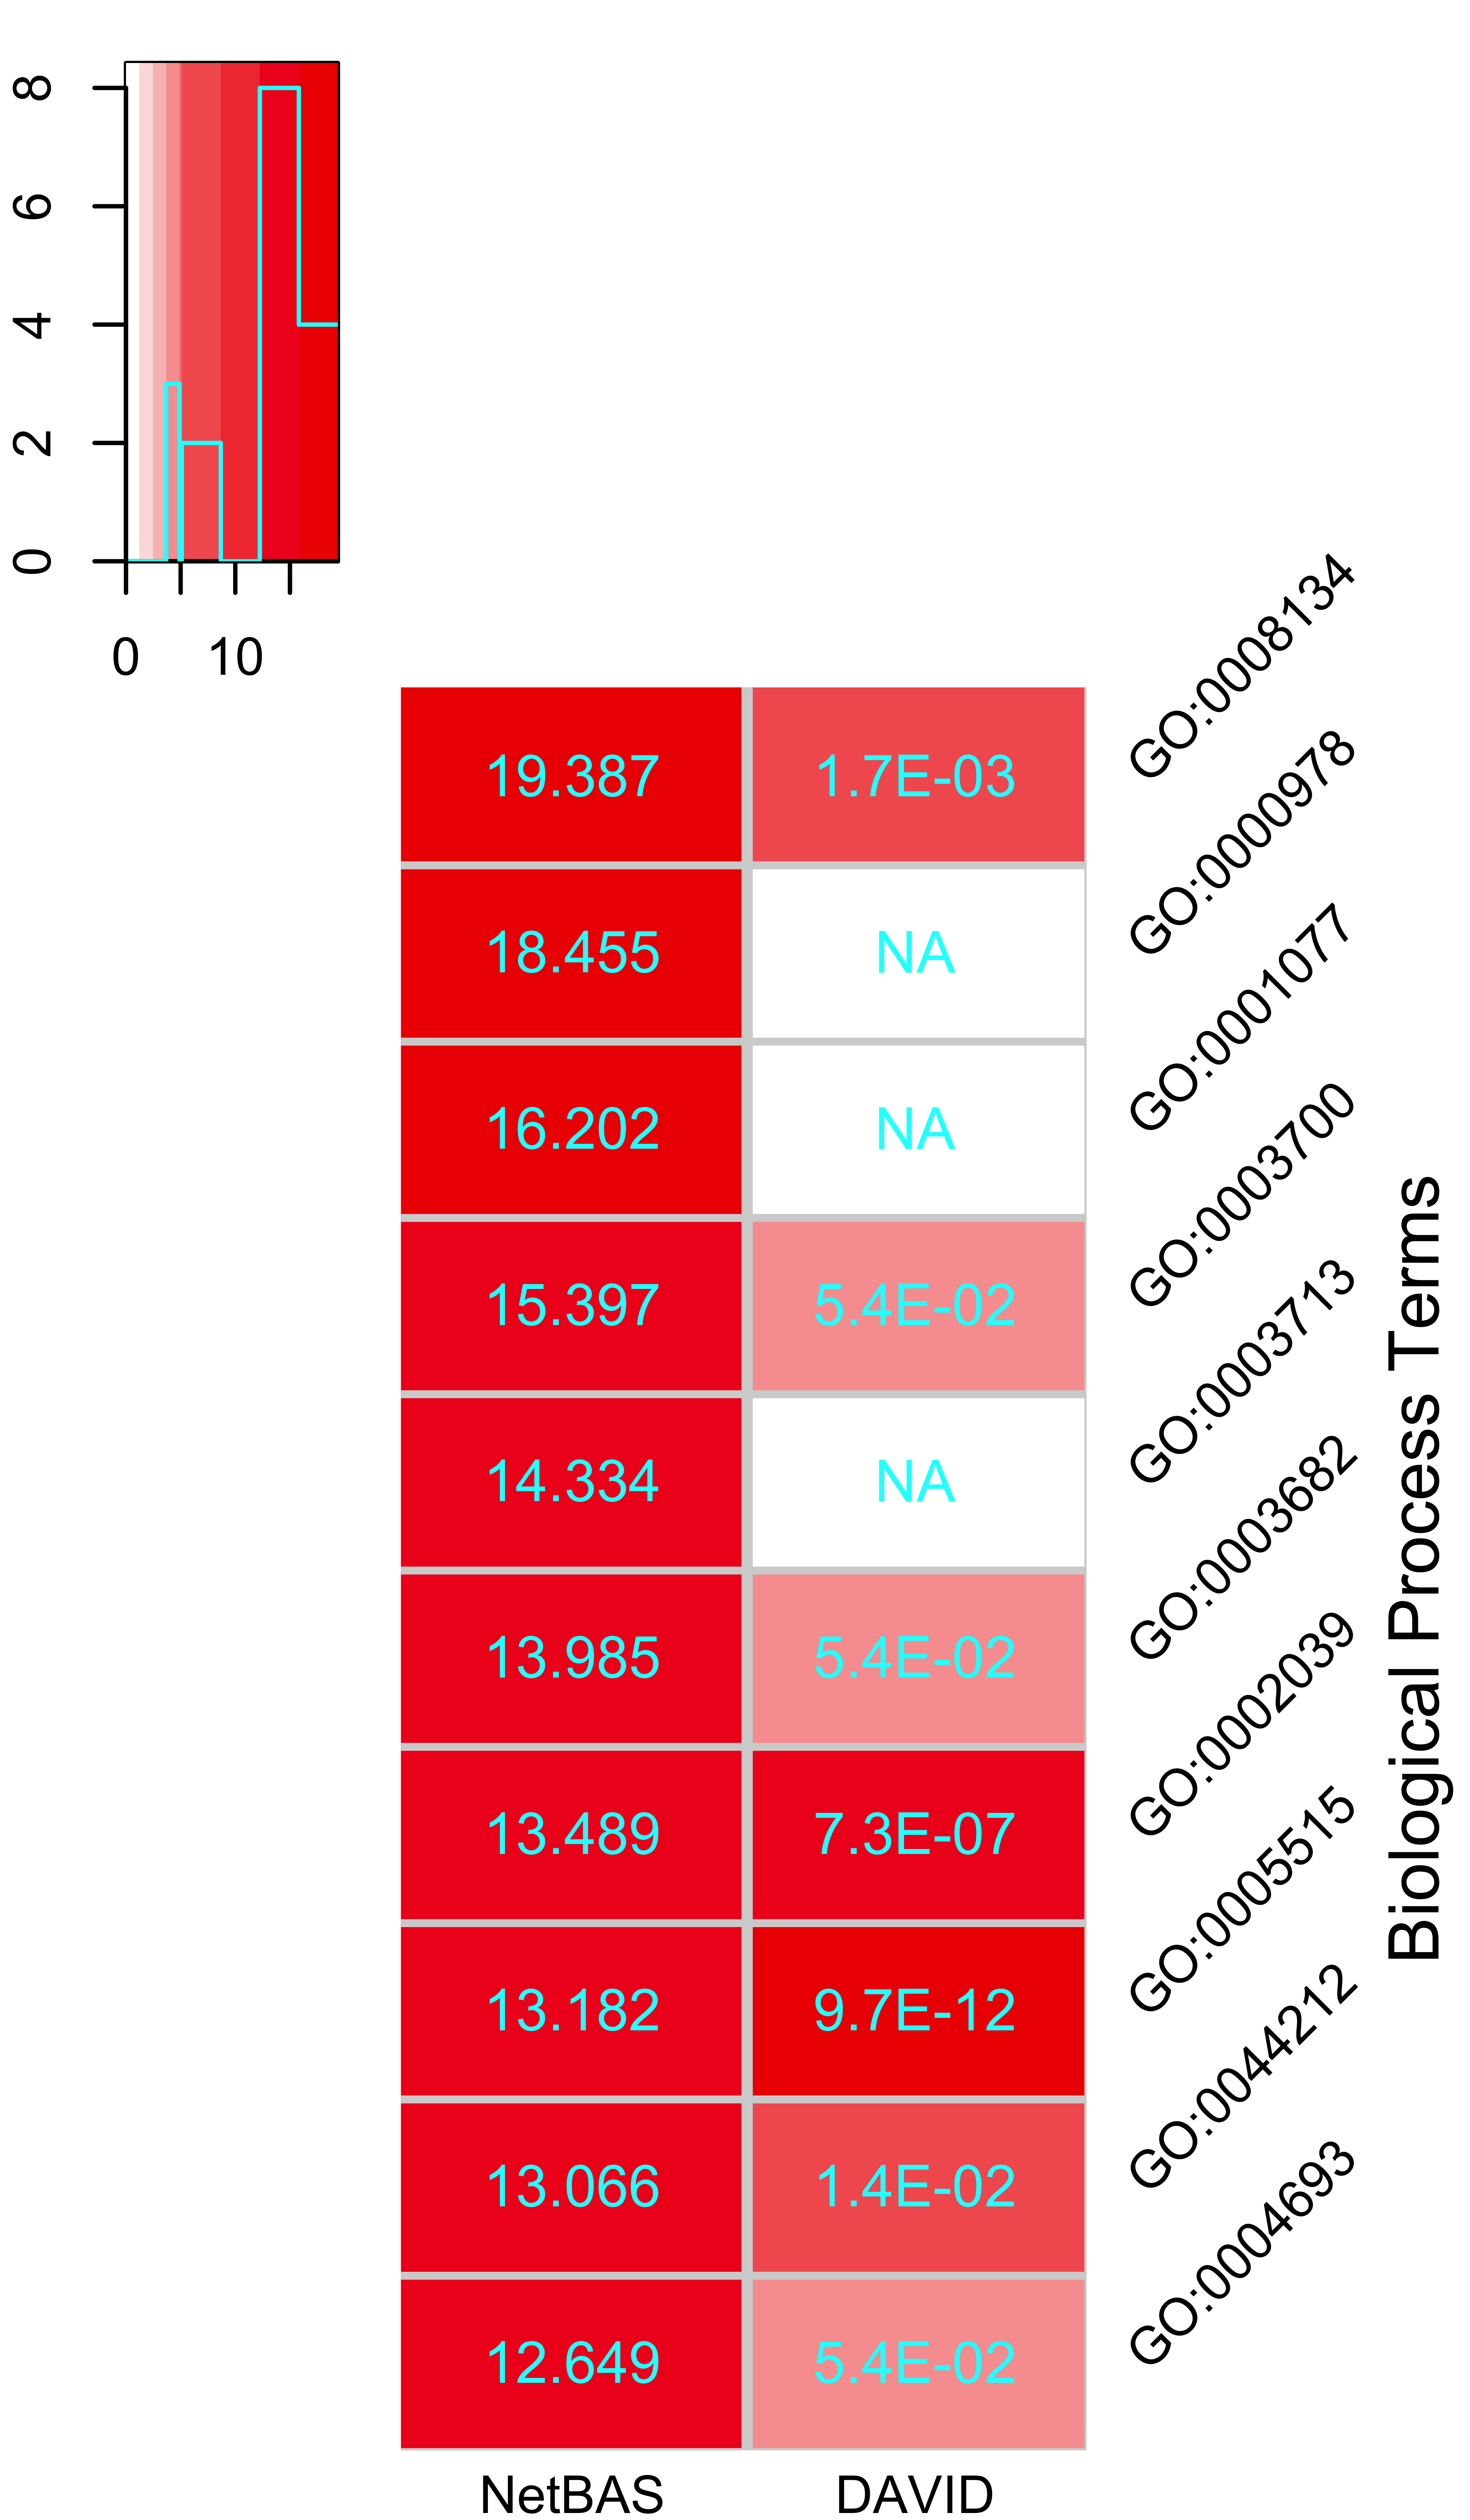 8
6
4
2
0
0 10
19.387 1.7E-03 GO:0008134
18.455 NA GO:0000978
16.202 NA GO:0001077
15.397 5.4E-02 GO:0003700
14.334 NA GO:0003713
13.985 5.4E-02 GO:0003682
13.489 7.3E-07 GO:0002039
13.182 9.7E-12 GO:0005515
13.066 1.4E-02 GO:0044212
12.649 5.4E-02 GO:0004693
NetBAS DAVID
Biological Process Terms